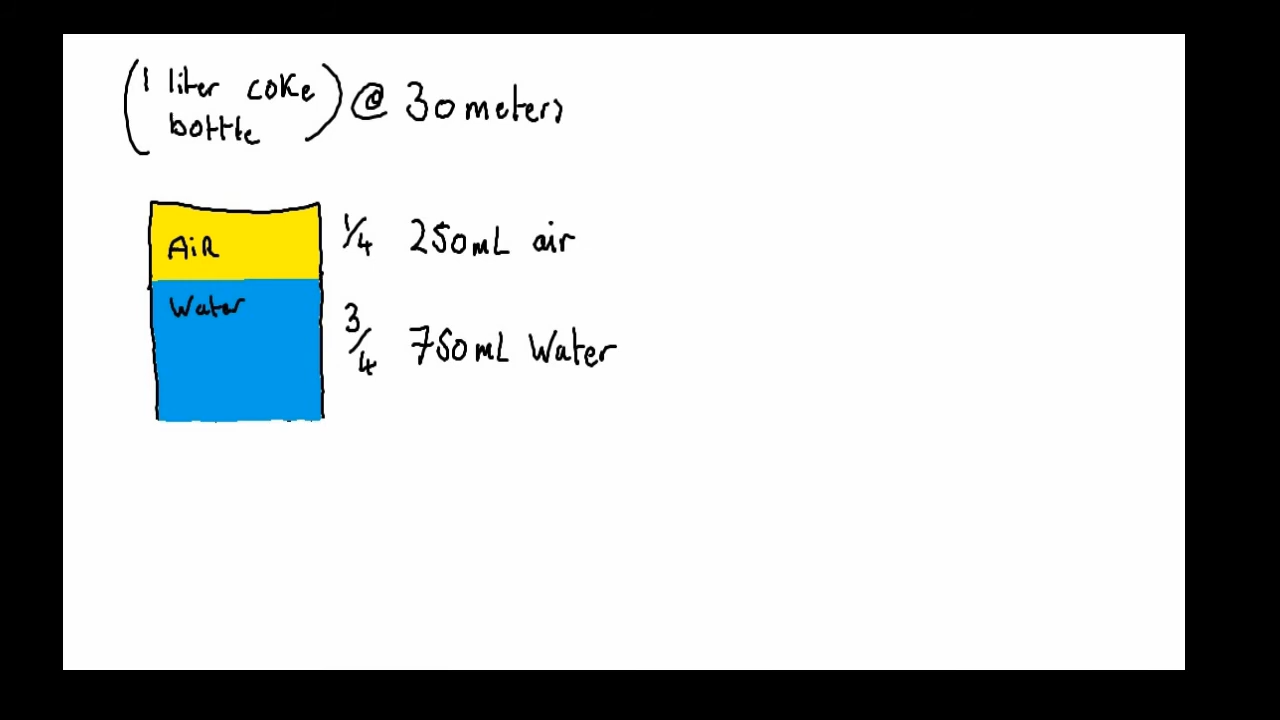 (1 liter coke
bottle) @ 30 meters
AiR 1/4 250mL air
Water 3/4 750mL Water